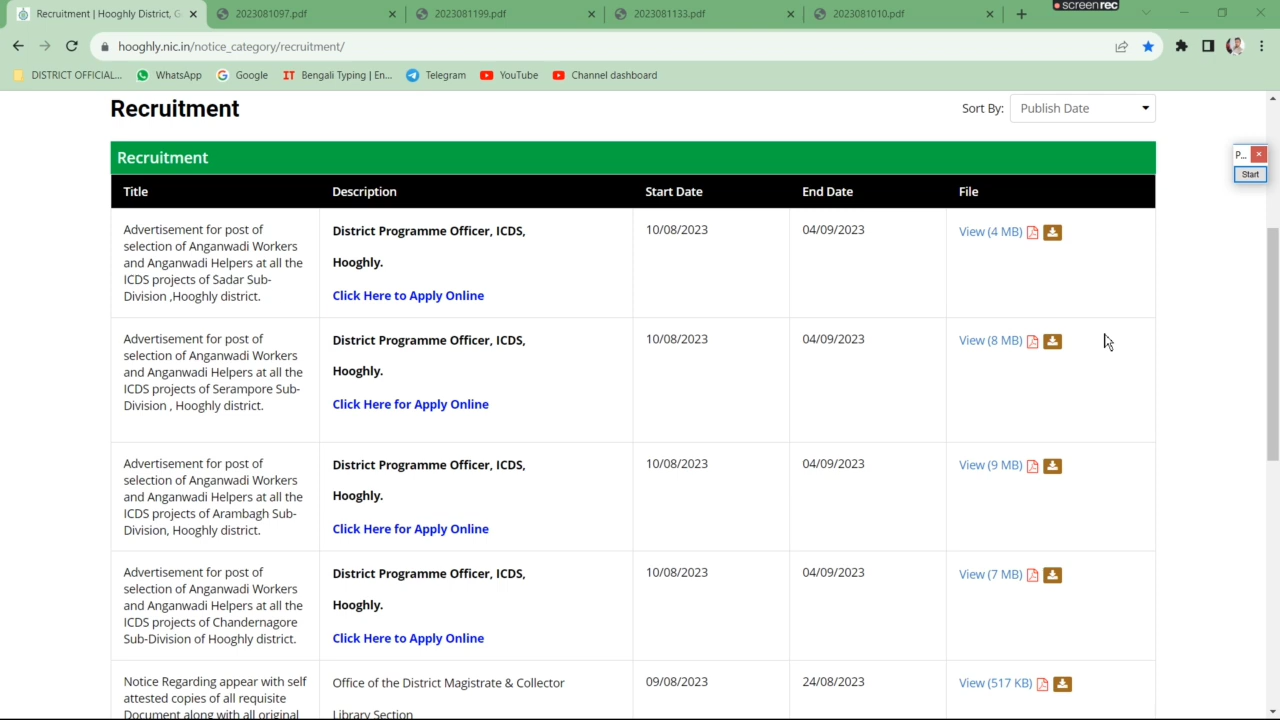 Recruitment | Hooghly District, G
2023081097.pdf
2023081199.pdf
2023081133.pdf
2023081010.pdf
screenrec
hooghly.nic.in/notice_category/recruitment/
DISTRICT OFFICIAL...
WhatsApp
Google
IT Bengali Typing | En...
Telegram
YouTube
Channel dashboard
Recruitment
Sort By:
Publish Date
P...
Start
Recruitment
Title
Description
Start Date
End Date
File
Advertisement for post of
selection of Anganwadi Workers
and Anganwadi Helpers at all the
ICDS projects of Sadar Sub-
Division ,Hooghly district.
District Programme Officer, ICDS,
Hooghly.
Click Here to Apply Online
10/08/2023
04/09/2023
View (4 MB)
Advertisement for post of
selection of Anganwadi Workers
and Anganwadi Helpers at all the
ICDS projects of Serampore Sub-
Division , Hooghly district.
District Programme Officer, ICDS,
Hooghly.
Click Here for Apply Online
10/08/2023
04/09/2023
View (8 MB)
Advertisement for post of
selection of Anganwadi Workers
and Anganwadi Helpers at all the
ICDS projects of Arambagh Sub-
Division, Hooghly district.
District Programme Officer, ICDS,
Hooghly.
Click Here for Apply Online
10/08/2023
04/09/2023
View (9 MB)
Advertisement for post of
selection of Anganwadi Workers
and Anganwadi Helpers at all the
ICDS projects of Chandernagore
Sub-Division of Hooghly district.
District Programme Officer, ICDS,
Hooghly.
Click Here to Apply Online
10/08/2023
04/09/2023
View (7 MB)
Notice Regarding appear with self
attested copies of all requisite
Document along with all original
Office of the District Magistrate & Collector
Library Section
09/08/2023
24/08/2023
View (517 KB)